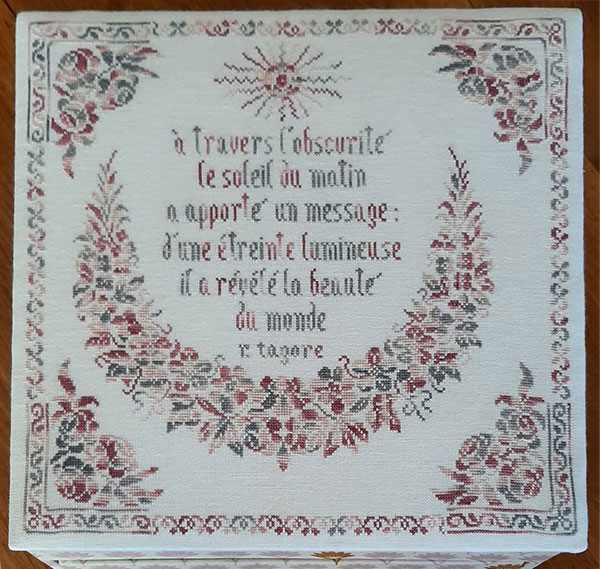 à travers l'obscurité
le soleil du matin
a apporté un message :
d'une étreinte lumineuse
il a révélé la beauté
du monde
r. tagore